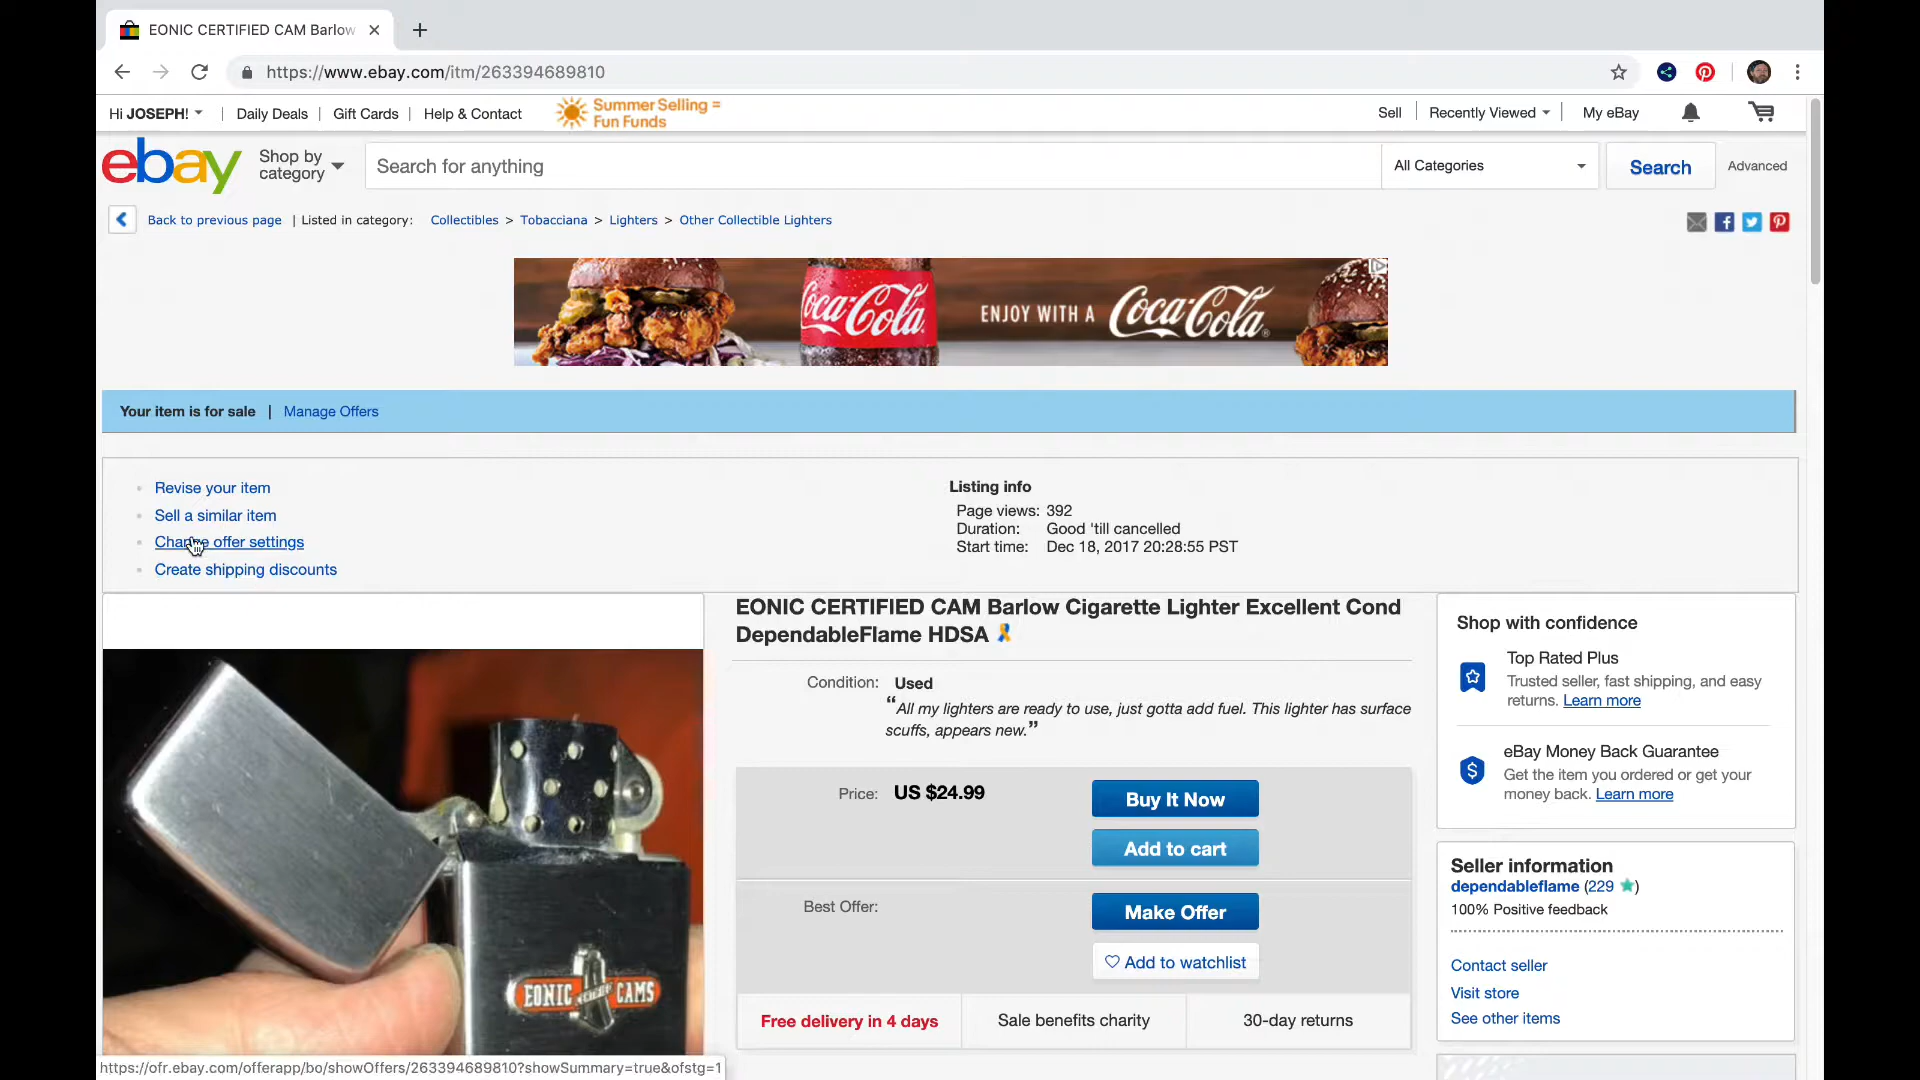 EONIC CERTIFIED CAM Barlow
https://www.ebay.com/itm/263394689810
Hi JOSEPH!
Daily Deals
Gift Cards
Help & Contact
Summer Selling =
Fun Funds
Sell
Recently Viewed
My eBay
ebay
Shop by
category
Search for anything
All Categories
Search
Advanced
Back to previous page | Listed in category: Collectibles > Tobacciana > Lighters > Other Collectible Lighters
Coca-Cola
ENJOY WITH A Coca-Cola
Your item is for sale | Manage Offers
Revise your item
Sell a similar item
Change offer settings
Create shipping discounts
Listing info
Page views: 392
Duration: Good 'till cancelled
Start time: Dec 18, 2017 20:28:55 PST
EONIC CERTIFIED CAM Barlow Cigarette Lighter Excellent Cond
DependableFlame HDSA
Condition: Used
“All my lighters are ready to use, just gotta add fuel. This lighter has surface
scuffs, appears new.”
Price: US $24.99
Buy It Now
Add to cart
Best Offer:
Make Offer
Add to watchlist
Free delivery in 4 days
Sale benefits charity
30-day returns
Shop with confidence
Top Rated Plus
Trusted seller, fast shipping, and easy
returns. Learn more
eBay Money Back Guarantee
Get the item you ordered or get your
money back. Learn more
Seller information
dependableflame (229)
100% Positive feedback
Contact seller
Visit store
See other items
EONIC CAMS
https://ofr.ebay.com/offerapp/bo/showOffers/263394689810?showSummary=true&ofstg=1